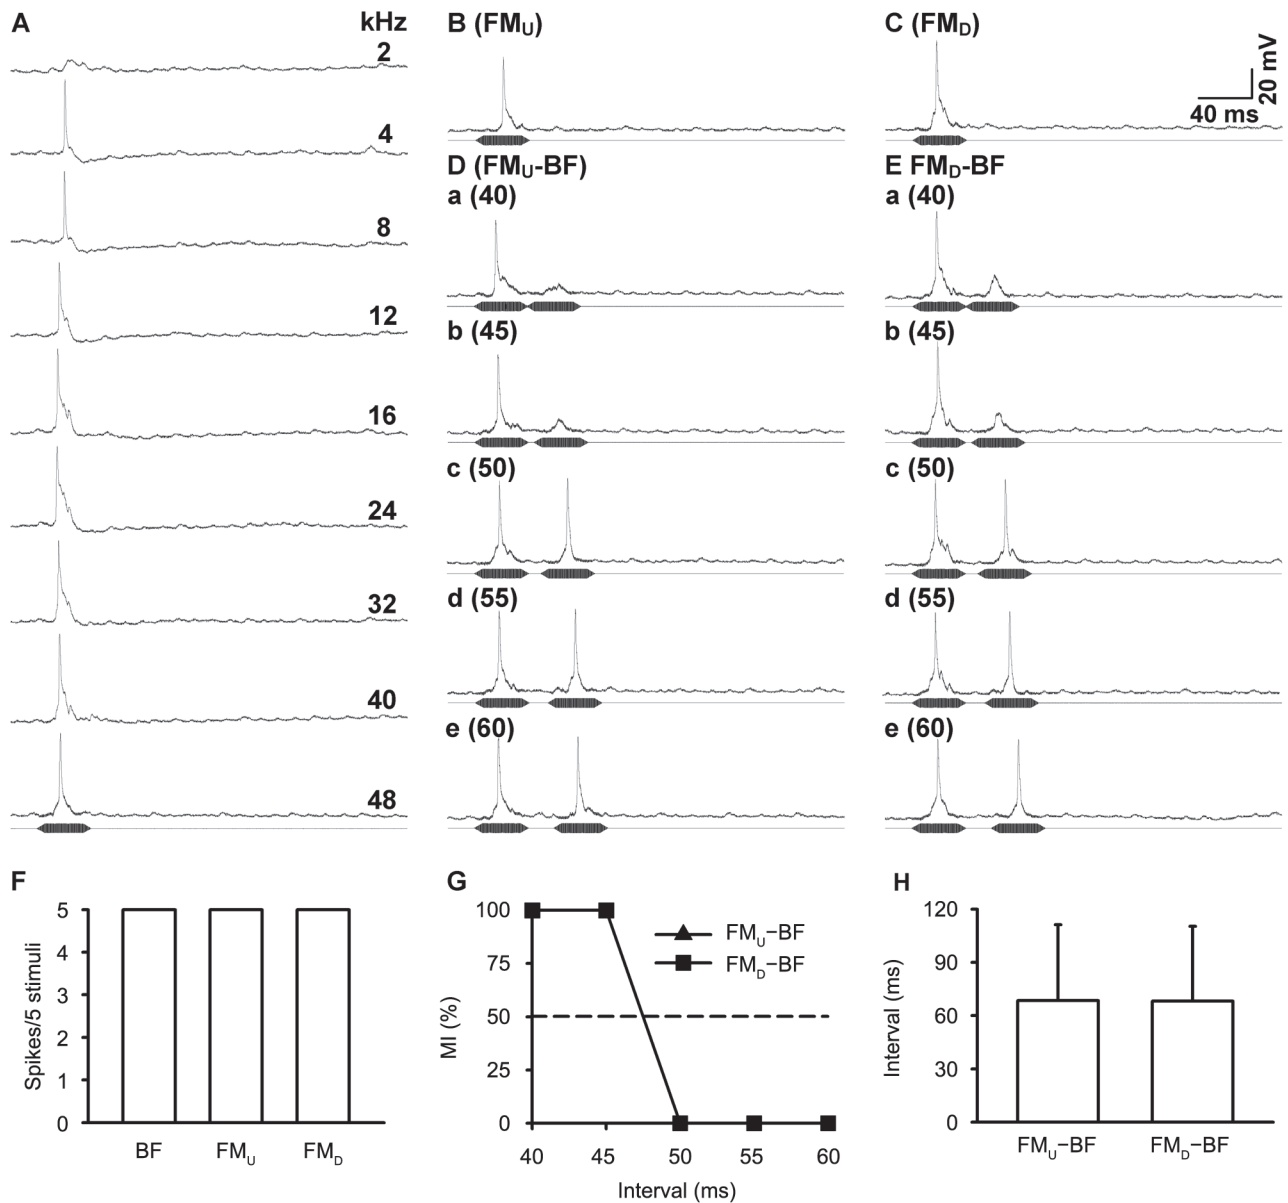 A
kHz
2
4
8
12
16
24
32
40
48
B (FMU)
C (FMD)
20 mV
40 ms
D (FMU-BF)
a (40)
b (45)
c (50)
d (55)
e (60)
E FMD-BF
a (40)
b (45)
c (50)
d (55)
e (60)
F
Spikes/5 stimuli
5
4
3
2
1
0
BF
FMU
FMD
G
MI (%)
100
75
50
25
0
FMU−BF
FMD−BF
40
45
50
55
60
Interval (ms)
H
Interval (ms)
120
90
60
30
0
FMU−BF
FMD−BF